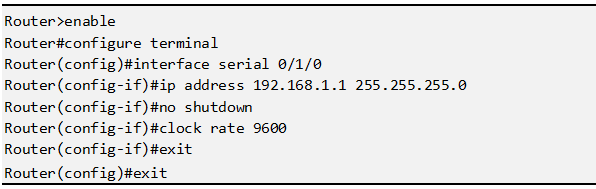 Router>enable
Router#configure terminal
Router(config)#interface serial 0/1/0
Router(config-if)#ip address 192.168.1.1 255.255.255.0
Router(config-if)#no shutdown
Router(config-if)#clock rate 9600
Router(config-if)#exit
Router(config)#exit